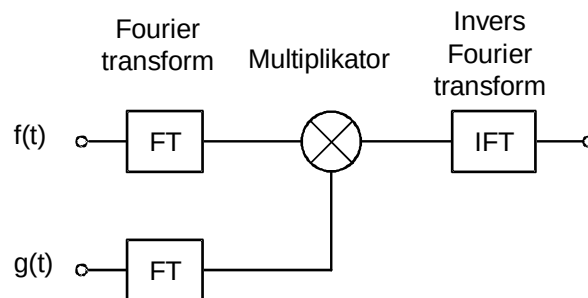 Fourier
transform
Multiplikator
Invers
Fourier
transform
f(t)
FT
IFT
g(t)
FT